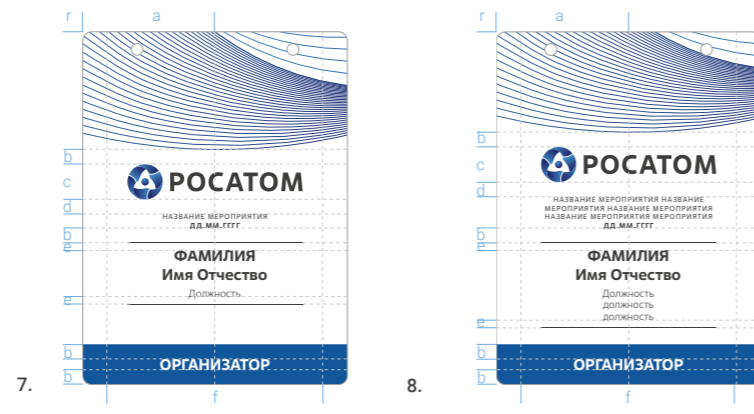 r a
b
c
РОСАТОМ
d
НАЗВАНИЕ МЕРОПРИЯТИЯ
ДД.ММ.ГГГГ
b
e
ФАМИЛИЯ
Имя Отчество
Должность
e
b
ОРГАНИЗАТОР
b
7.
f
r a
b
c
РОСАТОМ
d
НАЗВАНИЕ МЕРОПРИЯТИЯ НАЗВАНИЕ
МЕРОПРИЯТИЯ НАЗВАНИЕ МЕРОПРИЯТИЯ
НАЗВАНИЕ МЕРОПРИЯТИЯ МЕРОПРИЯТИЯ
ДД.ММ.ГГГГ
b
e
ФАМИЛИЯ
Имя Отчество
Должность
должность
должность
e
b
ОРГАНИЗАТОР
b
8.
f